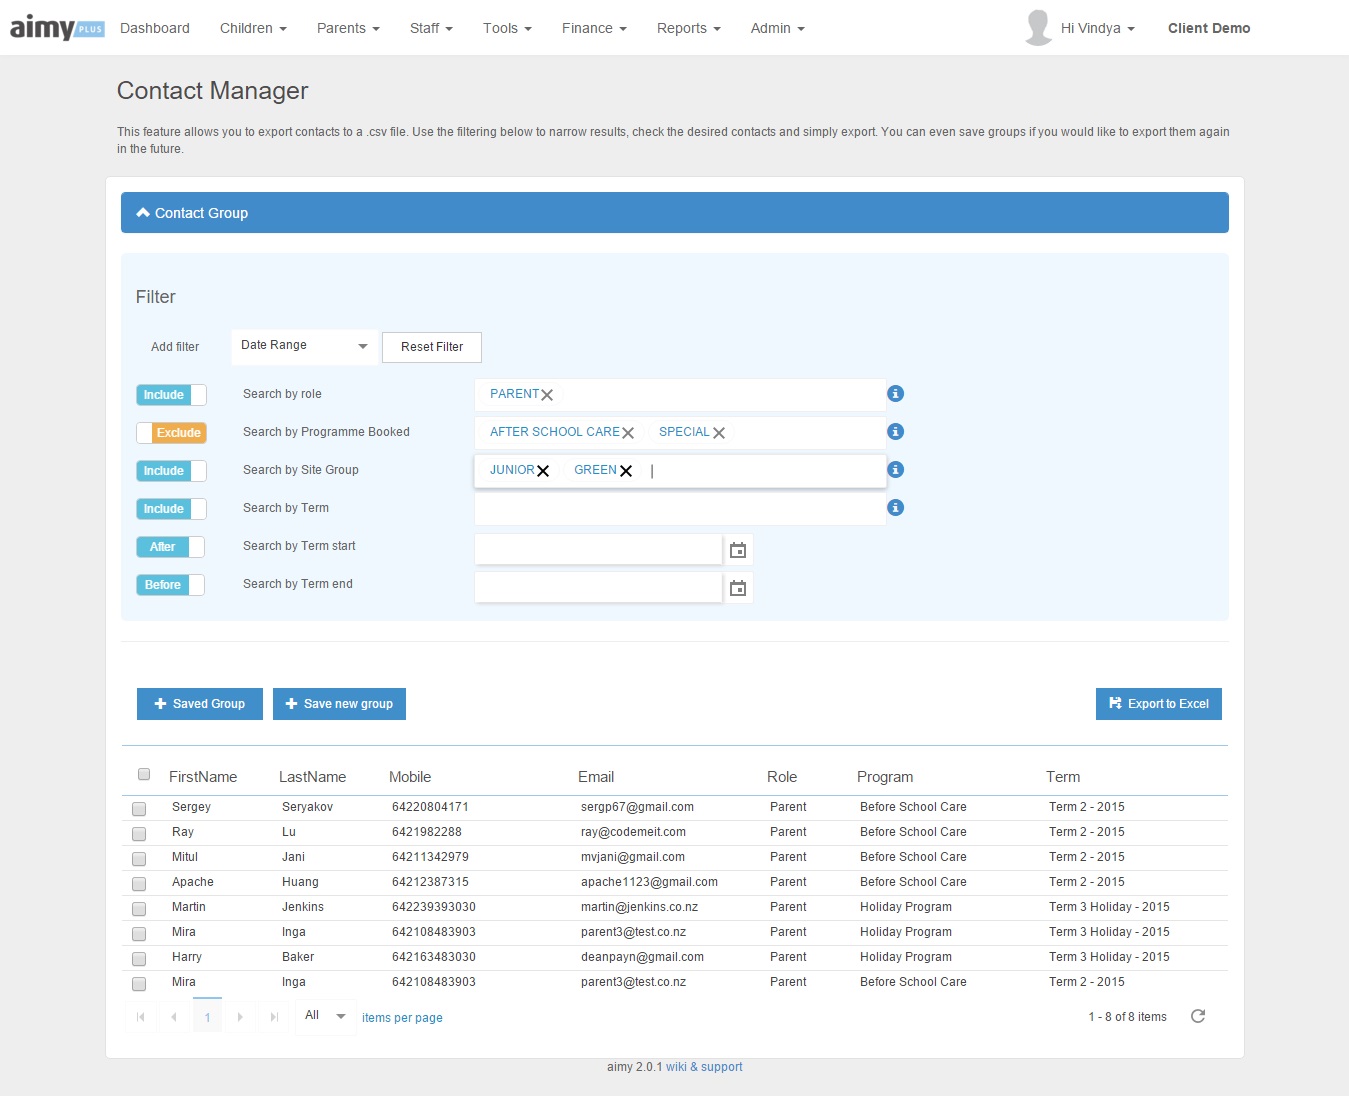 aimy PLUS Dashboard Children Parents Staff Tools Finance Reports Admin Hi Vindya Client Demo
Contact Manager
This feature allows you to export contacts to a .csv file. Use the filtering below to narrow results, check the desired contacts and simply export. You can even save groups if you would like to export them again
in the future.
Contact Group
Filter
Add filter Date Range Reset Filter
Include Search by role PARENT
Exclude Search by Programme Booked AFTER SCHOOL CARE SPECIAL
Include Search by Site Group JUNIOR GREEN
Include Search by Term
After Search by Term start
Before Search by Term end
Saved Group Save new group Export to Excel
FirstName LastName Mobile Email Role Program Term
Sergey Seryakov 64220804171 sergp67@gmail.com Parent Before School Care Term 2 - 2015
Ray Lu 6421982288 ray@codemeit.com Parent Before School Care Term 2 - 2015
Mitul Jani 64211342979 mvjani@gmail.com Parent Before School Care Term 2 - 2015
Apache Huang 64212387315 apache1123@gmail.com Parent Before School Care Term 2 - 2015
Martin Jenkins 642239393030 martin@jenkins.co.nz Parent Holiday Program Term 3 Holiday - 2015
Mira Inga 642108483903 parent3@test.co.nz Parent Holiday Program Term 3 Holiday - 2015
Harry Baker 642163483030 deanpayn@gmail.com Parent Holiday Program Term 3 Holiday - 2015
Mira Inga 642108483903 parent3@test.co.nz Parent Before School Care Term 2 - 2015
1 All items per page 1 - 8 of 8 items
aimy 2.0.1 wiki & support